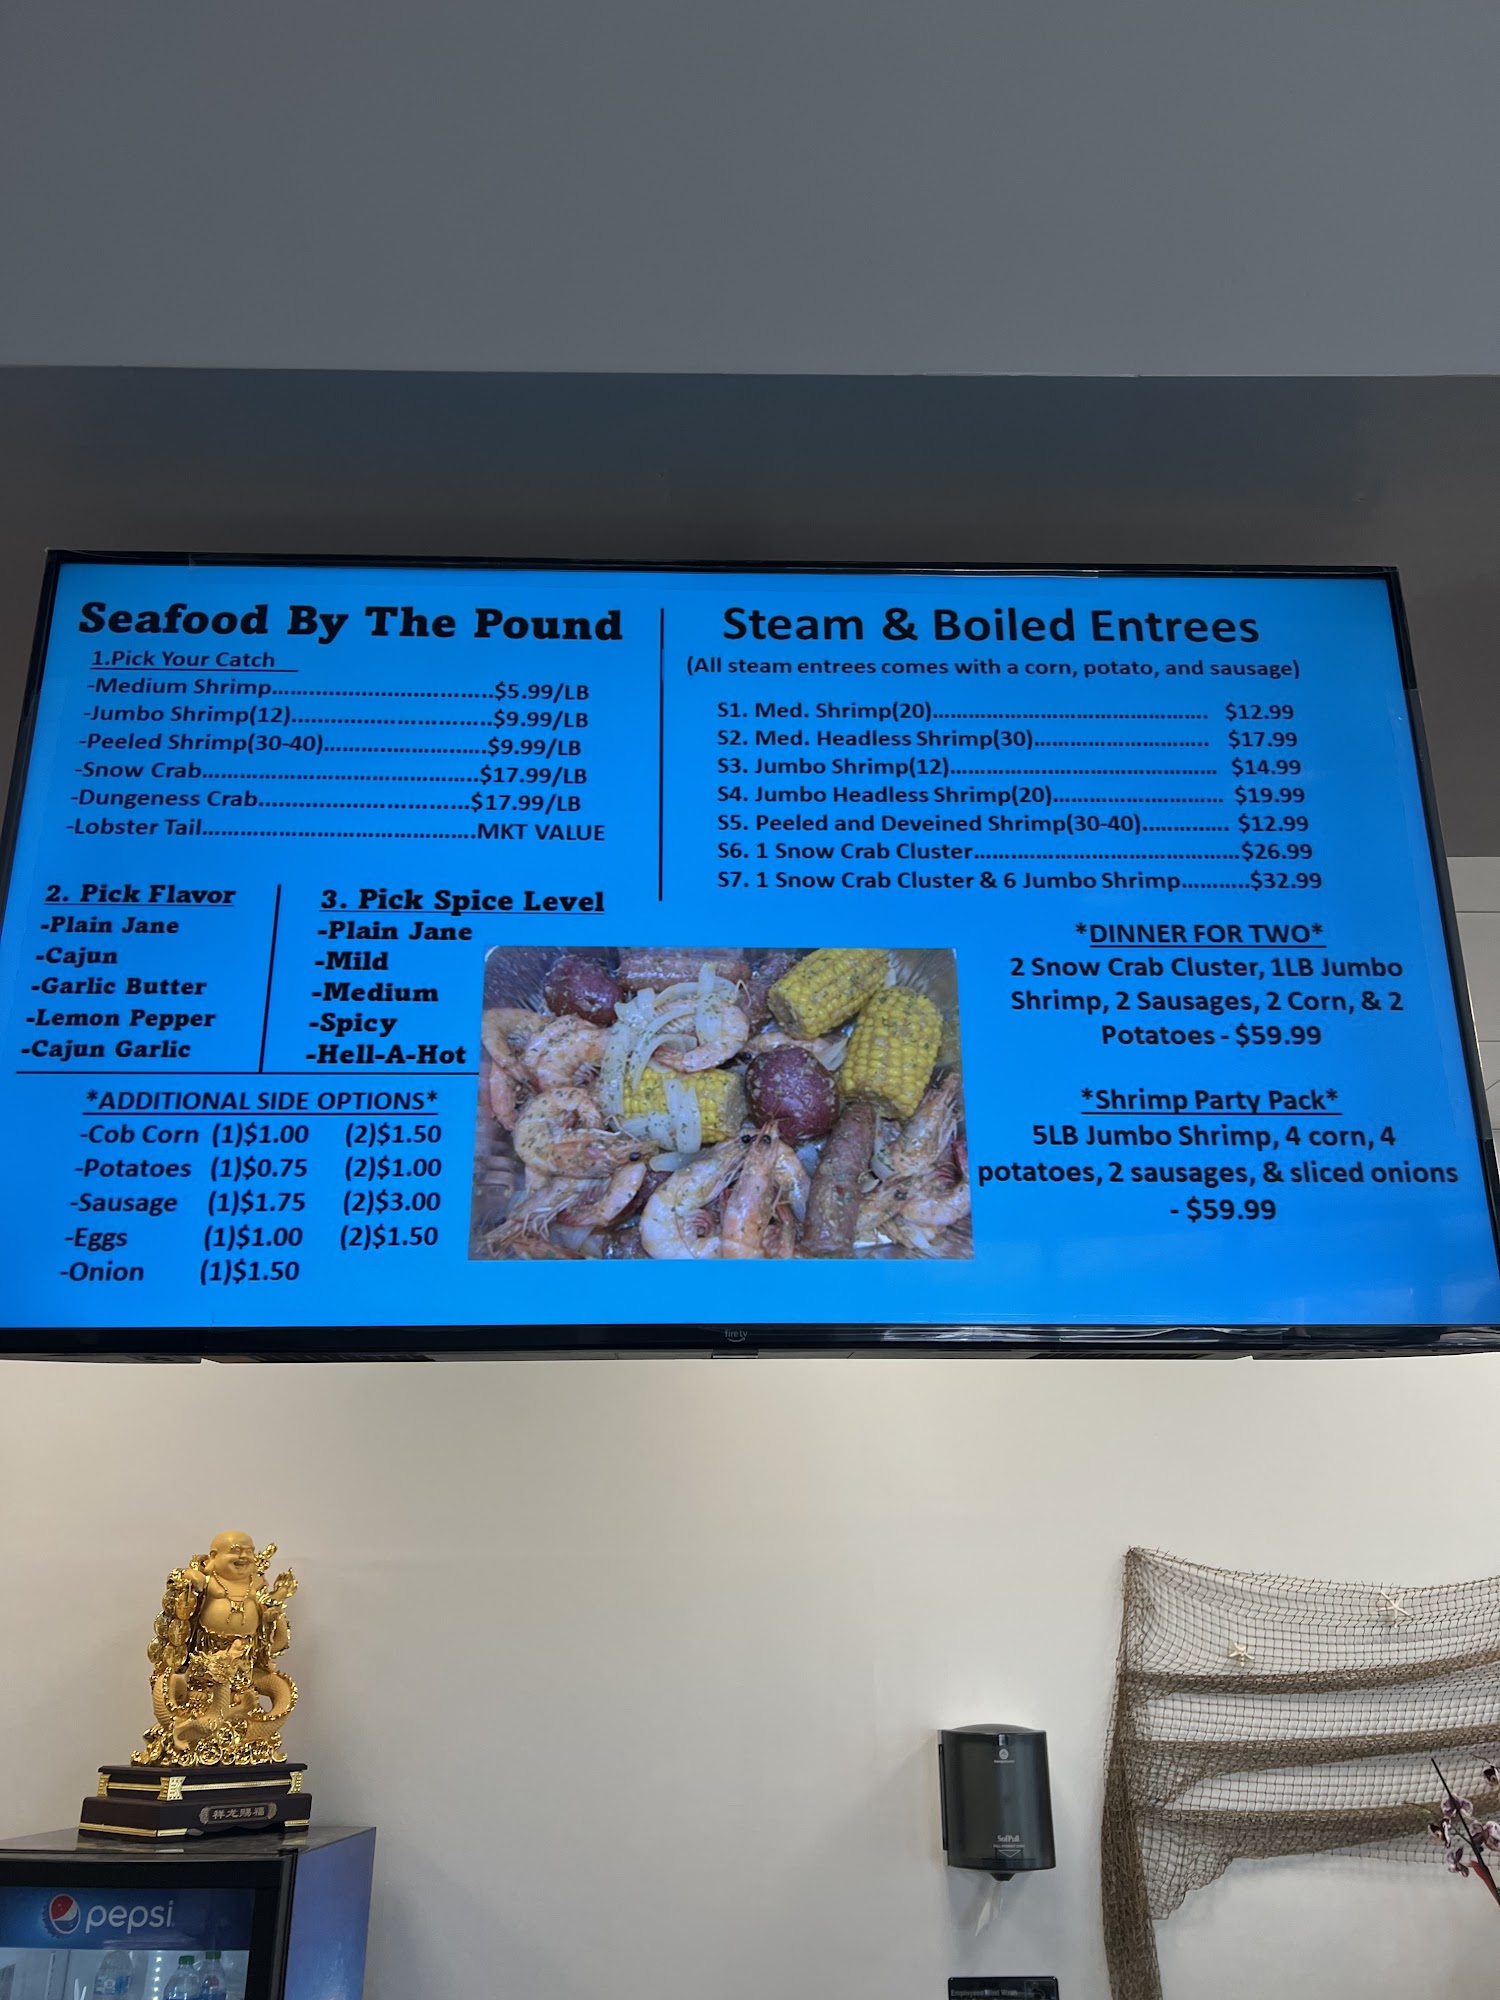 Seafood By The Pound
1.Pick Your Catch
-Medium Shrimp...................................$5.99/LB
-Jumbo Shrimp(12)................................$9.99/LB
-Peeled Shrimp(30-40)..........................$9.99/LB
-Snow Crab............................................$17.99/LB
-Dungeness Crab..................................$17.99/LB
-Lobster Tail............................................MKT VALUE
2. Pick Flavor
-Plain Jane
-Cajun
-Garlic Butter
-Lemon Pepper
-Cajun Garlic
3. Pick Spice Level
-Plain Jane
-Mild
-Medium
-Spicy
-Hell-A-Hot
*ADDITIONAL SIDE OPTIONS*
-Cob Corn (1)$1.00 (2)$1.50
-Potatoes (1)$0.75 (2)$1.00
-Sausage (1)$1.75 (2)$3.00
-Eggs (1)$1.00 (2)$1.50
-Onion (1)$1.50
Steam & Boiled Entrees
(All steam entrees comes with a corn, potato, and sausage)
S1. Med. Shrimp(20)............................................ $12.99
S2. Med. Headless Shrimp(30)............................ $17.99
S3. Jumbo Shrimp(12).......................................... $14.99
S4. Jumbo Headless Shrimp(20)........................... $19.99
S5. Peeled and Deveined Shrimp(30-40).............. $12.99
S6. 1 Snow Crab Cluster..........................................$26.99
S7. 1 Snow Crab Cluster & 6 Jumbo Shrimp...........$32.99
*DINNER FOR TWO*
2 Snow Crab Cluster, 1LB Jumbo
Shrimp, 2 Sausages, 2 Corn, & 2
Potatoes - $59.99
*Shrimp Party Pack*
5LB Jumbo Shrimp, 4 corn, 4
potatoes, 2 sausages, & sliced onions
- $59.99
firetv
祥龙赐福
SofPull
pepsi
Employees Must Wash